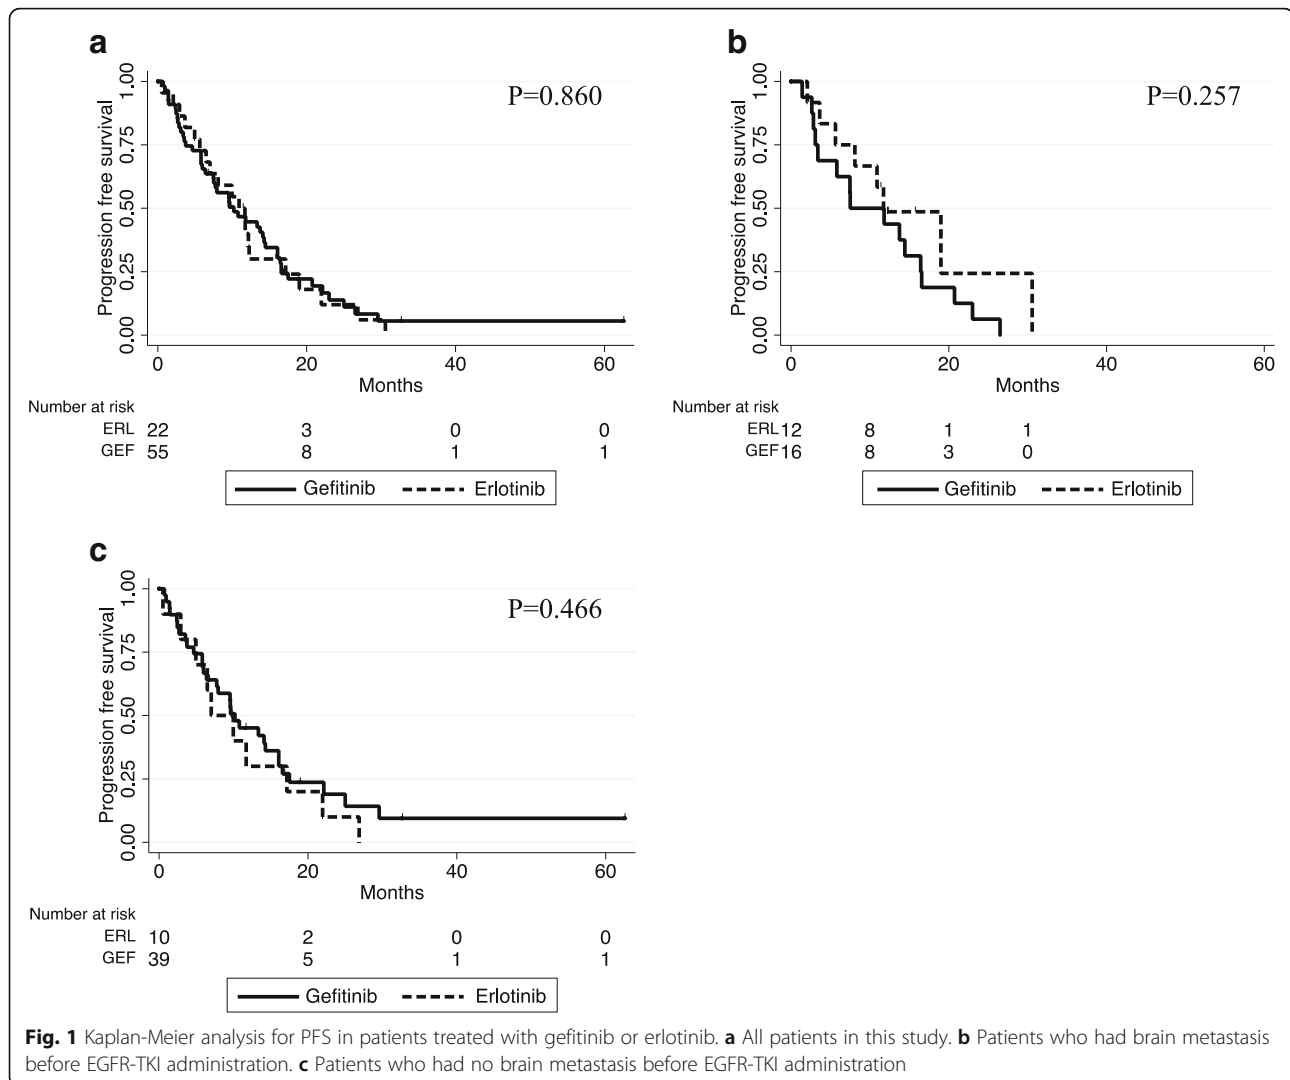 a
P=0.860
Progression free survival
1.00
0.75
0.50
0.25
0.00
0 20 40 60
Months
Number at risk
ERL 22 3 0 0
GEF 55 8 1 1
Gefitinib Erlotinib
b
P=0.257
Progression free survival
1.00
0.75
0.50
0.25
0.00
0 20 40 60
Months
Number at risk
ERL 12 8 1 1
GEF 16 8 3 0
Gefitinib Erlotinib
c
P=0.466
Progression free survival
1.00
0.75
0.50
0.25
0.00
0 20 40 60
Months
Number at risk
ERL 10 2 0 0
GEF 39 5 1 1
Gefitinib Erlotinib
Fig. 1 Kaplan-Meier analysis for PFS in patients treated with gefitinib or erlotinib. a All patients in this study. b Patients who had brain metastasis
before EGFR-TKI administration. c Patients who had no brain metastasis before EGFR-TKI administration